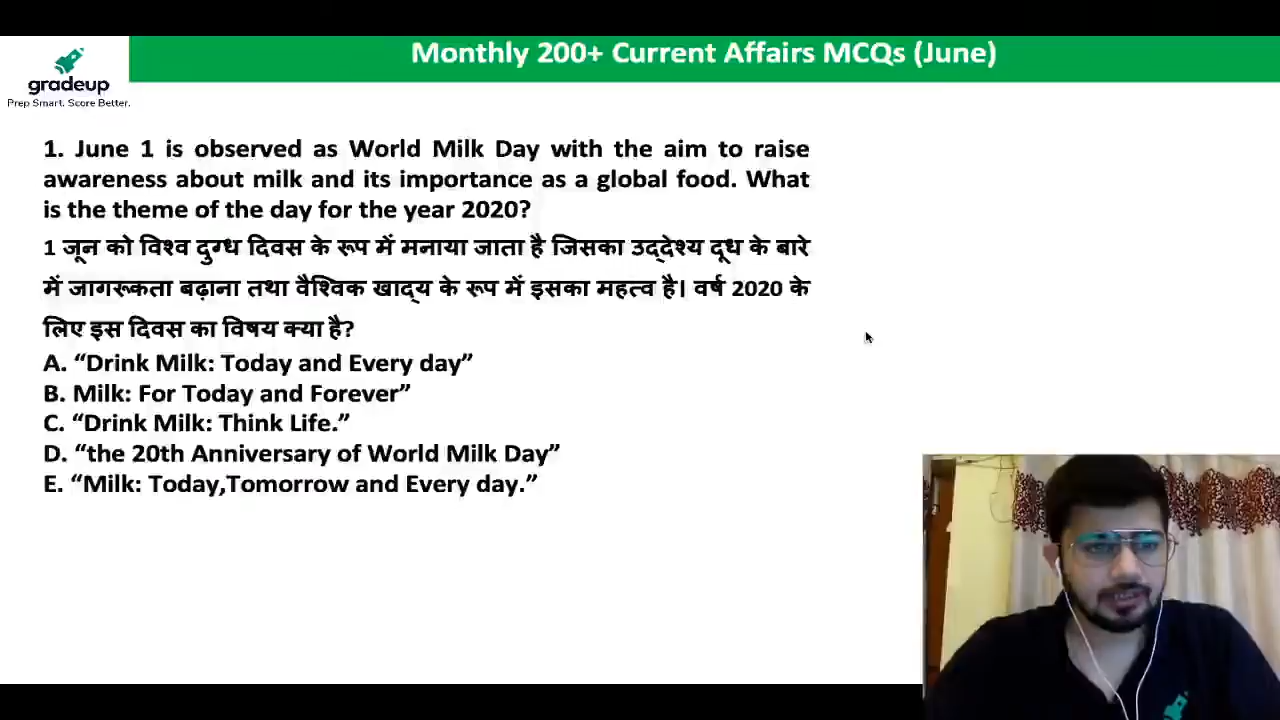 Monthly 200+ Current Affairs MCQs (June)
gradeup
Prep Smart. Score Better.
1. June 1 is observed as World Milk Day with the aim to raise
awareness about milk and its importance as a global food. What
is the theme of the day for the year 2020?
1 जून को विश्व दुग्ध दिवस के रूप में मनाया जाता है जिसका उद्देश्य दूध के बारे
में जागरूकता बढ़ाना तथा वैश्विक खाद्य के रूप में इसका महत्व है। वर्ष 2020 के
लिए इस दिवस का विषय क्या है?
A. “Drink Milk: Today and Every day”
B. Milk: For Today and Forever”
C. “Drink Milk: Think Life.”
D. “the 20th Anniversary of World Milk Day”
E. “Milk: Today,Tomorrow and Every day.”